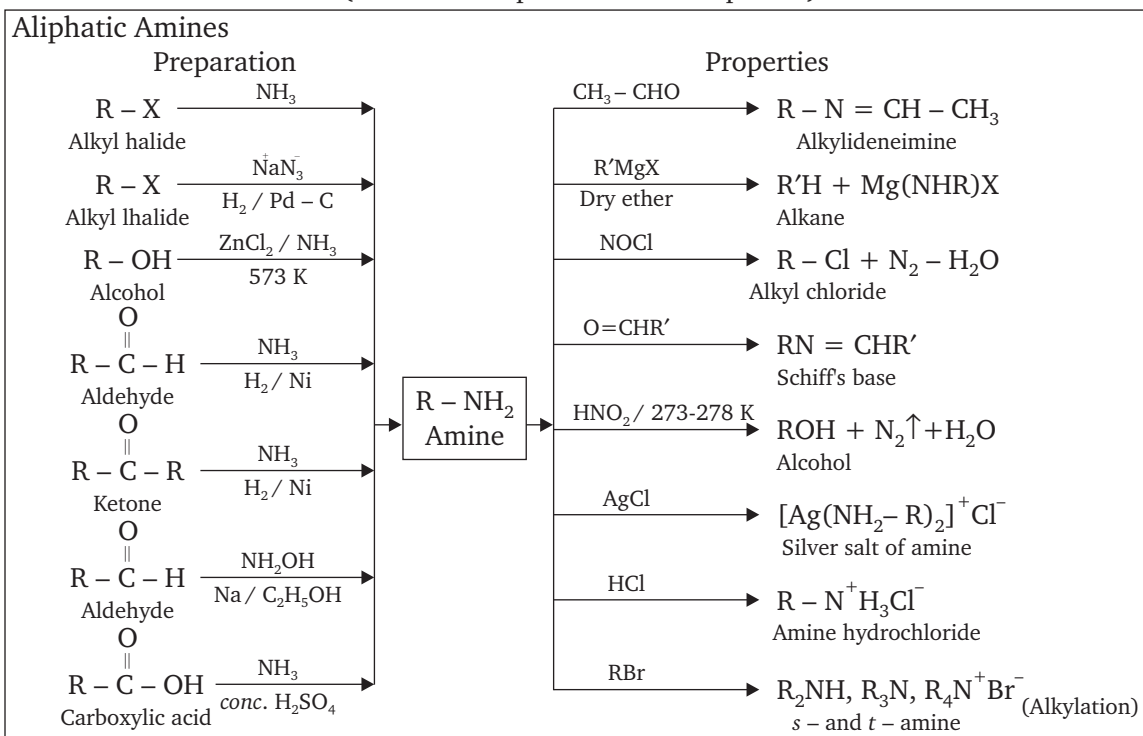 Aliphatic Amines
Preparation
R – X
NH₃
Alkyl halide
R – X
N⁺aN₃⁻
H₂ / Pd – C
Alkyl lhalide
R – OH
ZnCl₂ / NH₃
573 K
Alcohol
O
||
R – C – H
NH₃
H₂ / Ni
Aldehyde
O
||
R – C – R
NH₃
H₂ / Ni
Ketone
O
||
R – C – H
NH₂OH
Na / C₂H₅OH
Aldehyde
O
||
R – C – OH
NH₃
conc. H₂SO₄
Carboxylic acid
R – NH₂
Amine
Properties
CH₃ – CHO
R – N = CH – CH₃
Alkylideneimine
R′MgX
Dry ether
R′H + Mg(NHR)X
Alkane
NOCl
R – Cl + N₂ – H₂O
Alkyl chloride
O=CHR′
RN = CHR′
Schiff's base
HNO₂ / 273-278 K
ROH + N₂↑+H₂O
Alcohol
AgCl
[Ag(NH₂– R)₂]⁺Cl⁻
Silver salt of amine
HCl
R – N⁺H₃Cl⁻
Amine hydrochloride
RBr
R₂NH, R₃N, R₄N⁺Br⁻ (Alkylation)
s – and t – amine